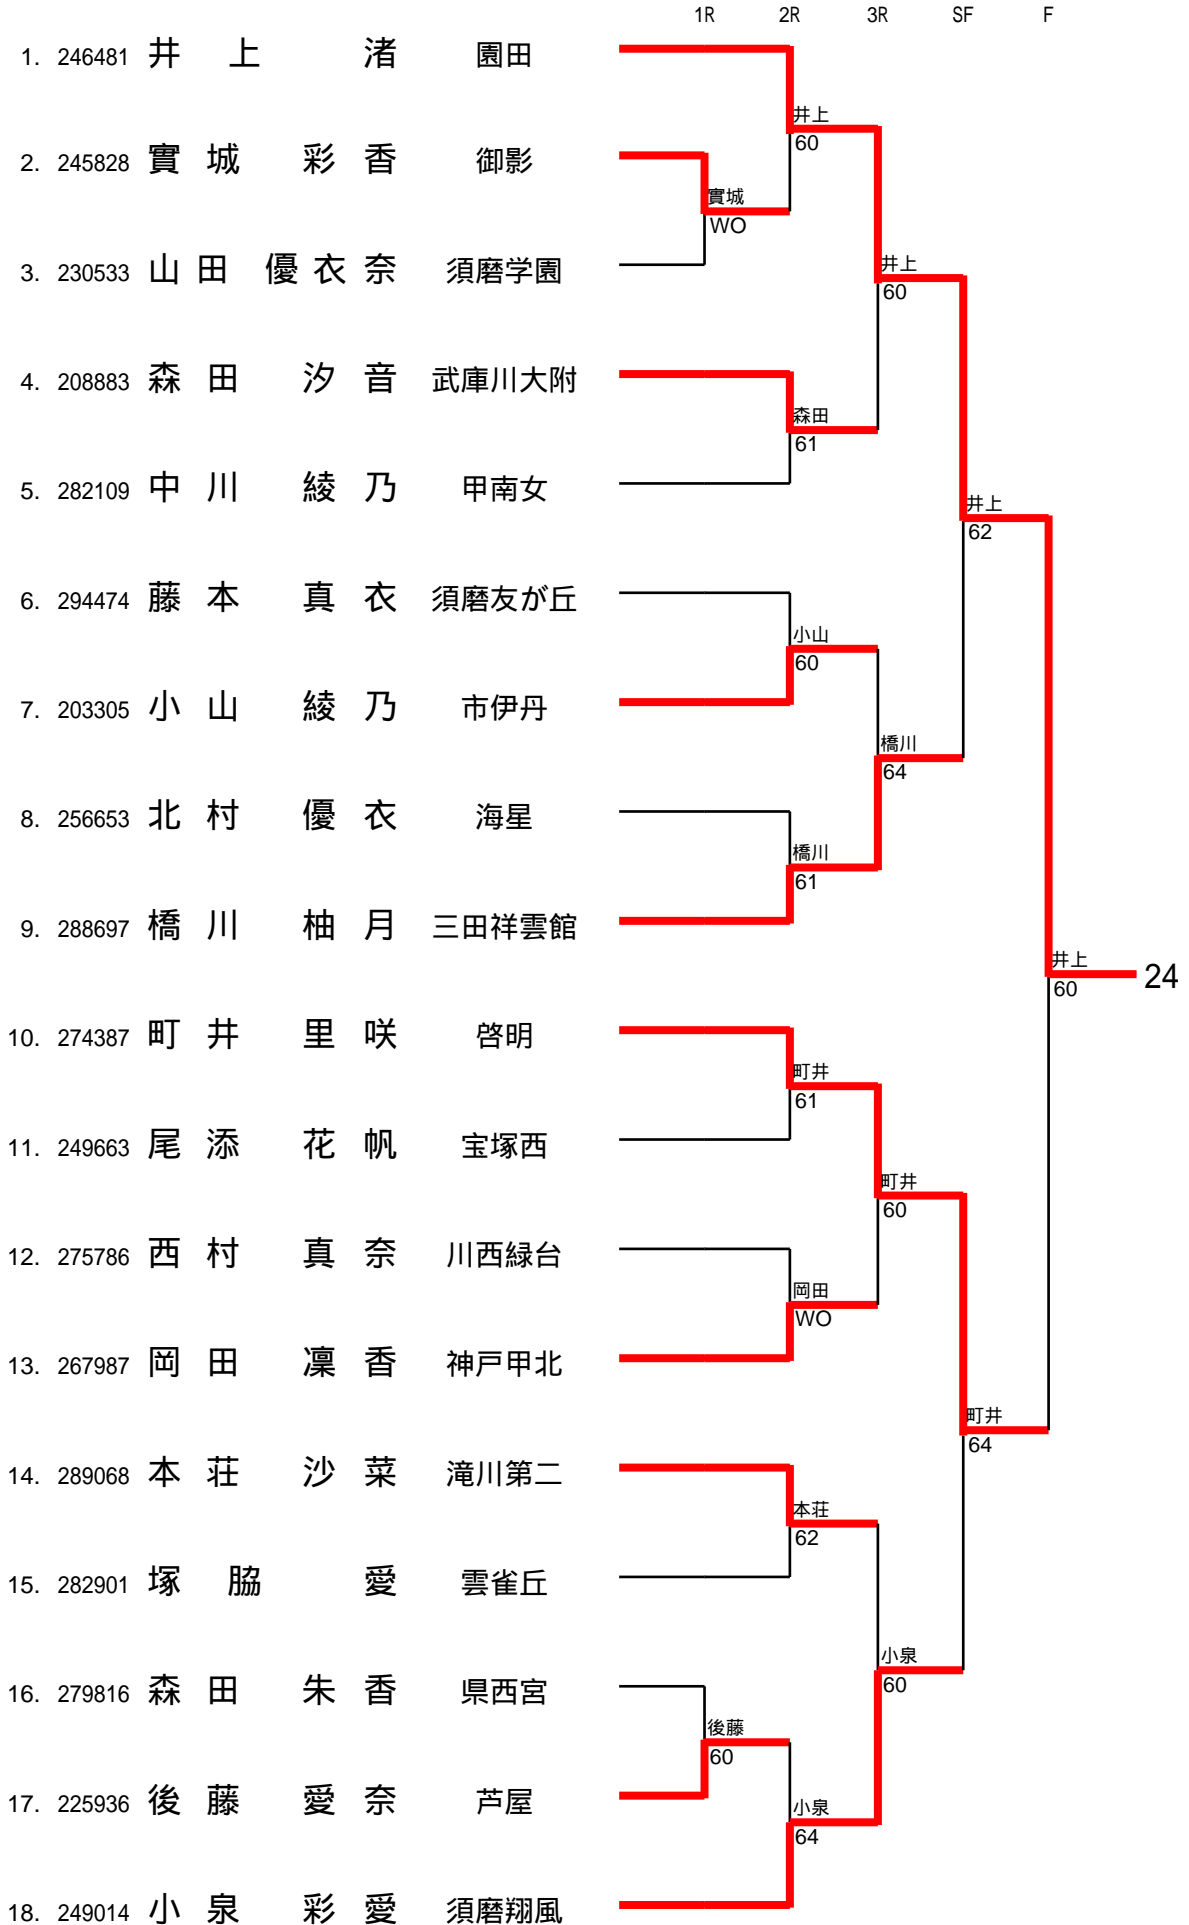 1R 2R 3R SF F
1. 246481 井上 渚 園田
井上
60
2. 245828 實城 彩香 御影
實城
WO
3. 230533 山田 優衣奈 須磨学園
井上
60
4. 208883 森田 汐音 武庫川大附
森田
61
5. 282109 中川 綾乃 甲南女
井上
62
6. 294474 藤本 真衣 須磨友が丘
小山
60
7. 203305 小山 綾乃 市伊丹
橋川
64
8. 256653 北村 優衣 海星
橋川
61
9. 288697 橋川 柚月 三田祥雲館
井上
60 24
10. 274387 町井 里咲 啓明
町井
61
11. 249663 尾添 花帆 宝塚西
町井
60
12. 275786 西村 真奈 川西緑台
岡田
WO
13. 267987 岡田 凜香 神戸甲北
町井
64
14. 289068 本荘 沙菜 滝川第二
本荘
62
15. 282901 塚脇 愛 雲雀丘
小泉
60
16. 279816 森田 朱香 県西宮
後藤
60
17. 225936 後藤 愛奈 芦屋
小泉
64
18. 249014 小泉 彩愛 須磨翔風